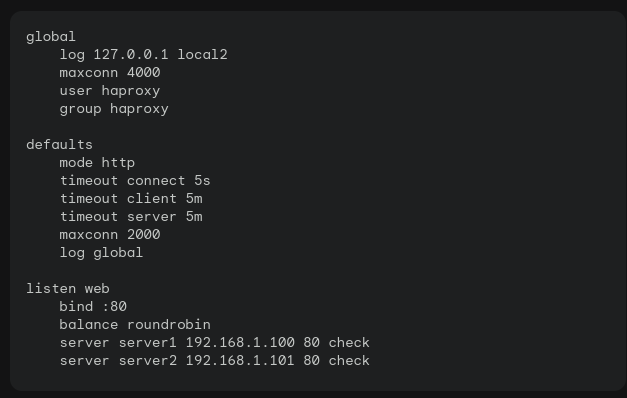 global
    log 127.0.0.1 local2
    maxconn 4000
    user haproxy
    group haproxy

defaults
    mode http
    timeout connect 5s
    timeout client 5m
    timeout server 5m
    maxconn 2000
    log global

listen web
    bind :80
    balance roundrobin
    server server1 192.168.1.100 80 check
    server server2 192.168.1.101 80 check